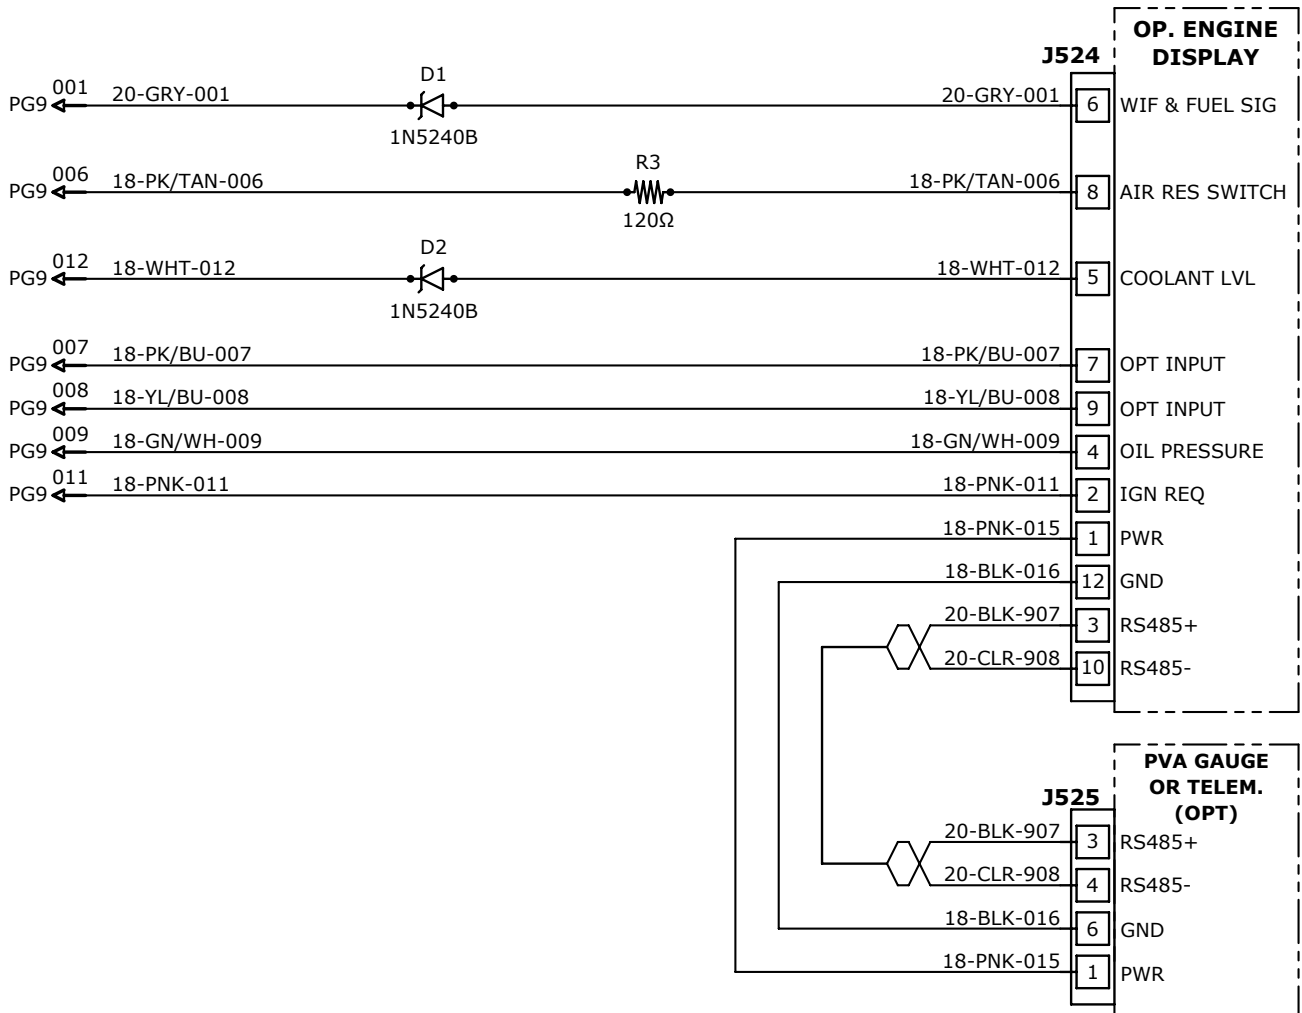 OP. ENGINE
DISPLAY
J524
PG9 001 20-GRY-001 D1 20-GRY-001 6 WIF & FUEL SIG
1N5240B
PG9 006 18-PK/TAN-006 R3 18-PK/TAN-006 8 AIR RES SWITCH
120Ω
PG9 012 18-WHT-012 D2 18-WHT-012 5 COOLANT LVL
1N5240B
PG9 007 18-PK/BU-007 18-PK/BU-007 7 OPT INPUT
PG9 008 18-YL/BU-008 18-YL/BU-008 9 OPT INPUT
PG9 009 18-GN/WH-009 18-GN/WH-009 4 OIL PRESSURE
PG9 011 18-PNK-011 18-PNK-011 2 IGN REQ
18-PNK-015 1 PWR
18-BLK-016 12 GND
20-BLK-907 3 RS485+
20-CLR-908 10 RS485-
PVA GAUGE
OR TELEM.
(OPT)
J525
20-BLK-907 3 RS485+
20-CLR-908 4 RS485-
18-BLK-016 6 GND
18-PNK-015 1 PWR